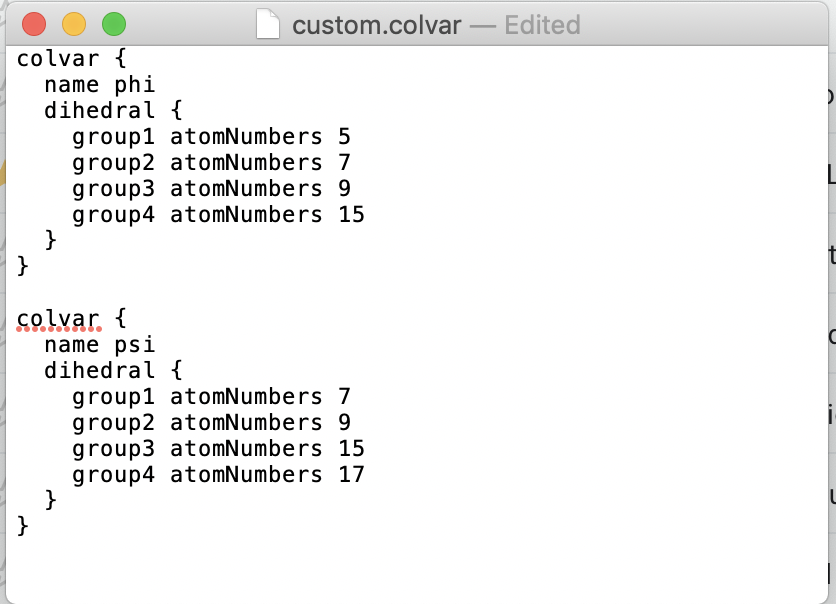 custom.colvar — Edited
colvar {
  name phi
  dihedral {
    group1 atomNumbers 5
    group2 atomNumbers 7
    group3 atomNumbers 9
    group4 atomNumbers 15
  }
}

colvar {
  name psi
  dihedral {
    group1 atomNumbers 7
    group2 atomNumbers 9
    group3 atomNumbers 15
    group4 atomNumbers 17
  }
}